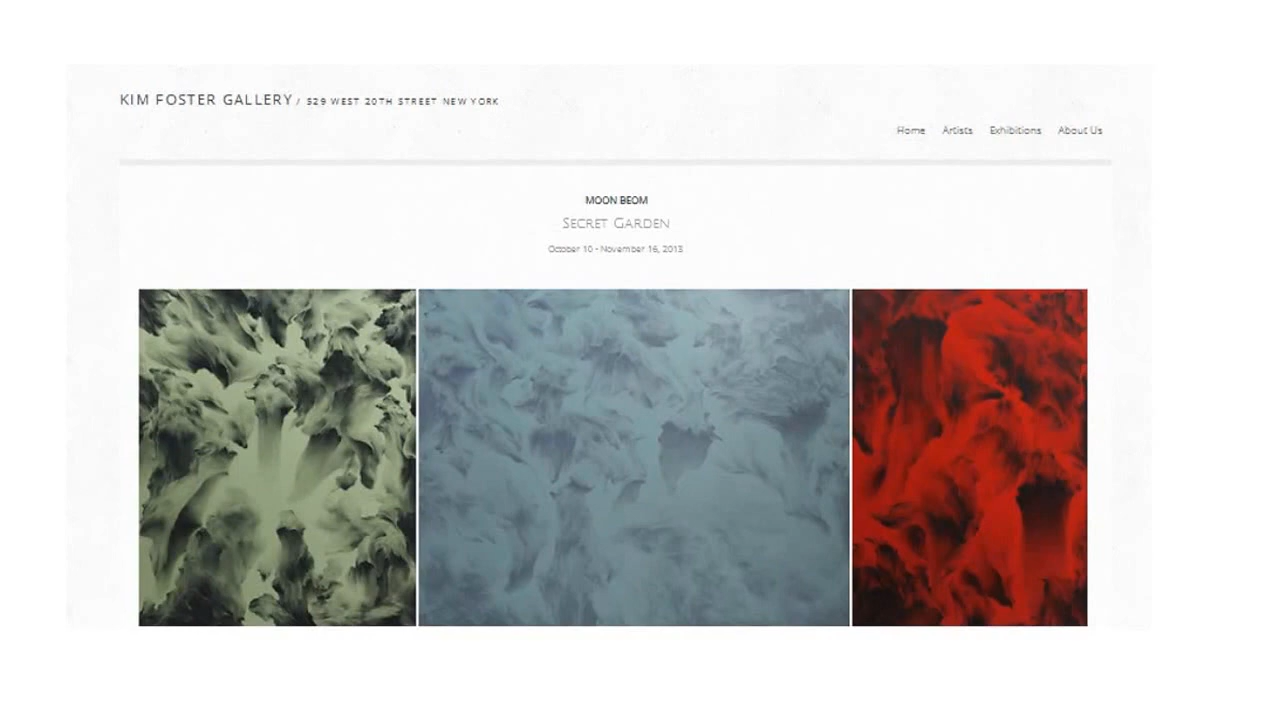 KIM FOSTER GALLERY / 529 WEST 20TH STREET NEW YORK
Home Artists Exhibitions About Us
MOON BEOM
SECRET GARDEN
October 10 - November 16, 2013